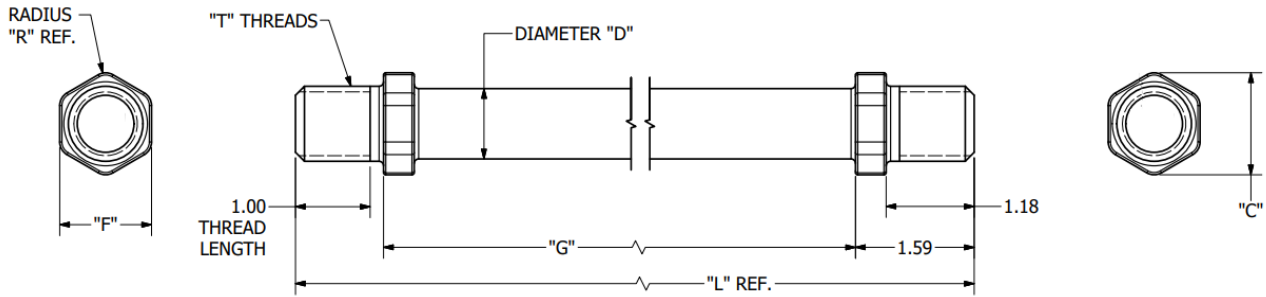 RADIUS
"R" REF.
"T" THREADS
DIAMETER "D"
"F"
1.00
THREAD
LENGTH
"G"
1.59
1.18
"L" REF.
"C"